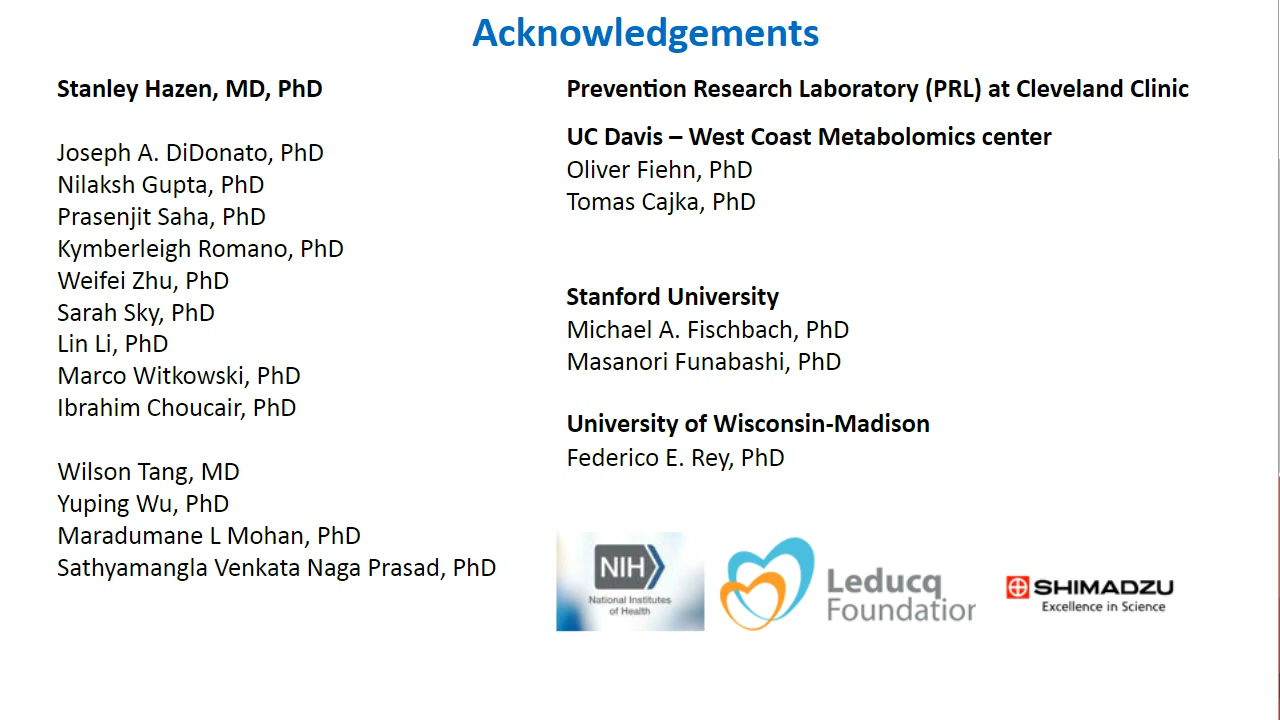 Acknowledgements
Stanley Hazen, MD, PhD
Joseph A. DiDonato, PhD
Nilaksh Gupta, PhD
Prasenjit Saha, PhD
Kymberleigh Romano, PhD
Weifei Zhu, PhD
Sarah Sky, PhD
Lin Li, PhD
Marco Witkowski, PhD
Ibrahim Choucair, PhD
Wilson Tang, MD
Yuping Wu, PhD
Maradumane L Mohan, PhD
Sathyamangla Venkata Naga Prasad, PhD
Prevention Research Laboratory (PRL) at Cleveland Clinic
UC Davis – West Coast Metabolomics center
Oliver Fiehn, PhD
Tomas Cajka, PhD
Stanford University
Michael A. Fischbach, PhD
Masanori Funabashi, PhD
University of Wisconsin-Madison
Federico E. Rey, PhD
NIH
National Institutes
of Health
Leducq
Foundation
SHIMADZU
Excellence in Science